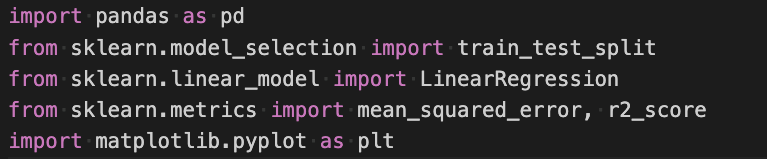 import pandas as pd
from sklearn.model_selection import train_test_split
from sklearn.linear_model import LinearRegression
from sklearn.metrics import mean_squared_error, r2_score
import matplotlib.pyplot as plt